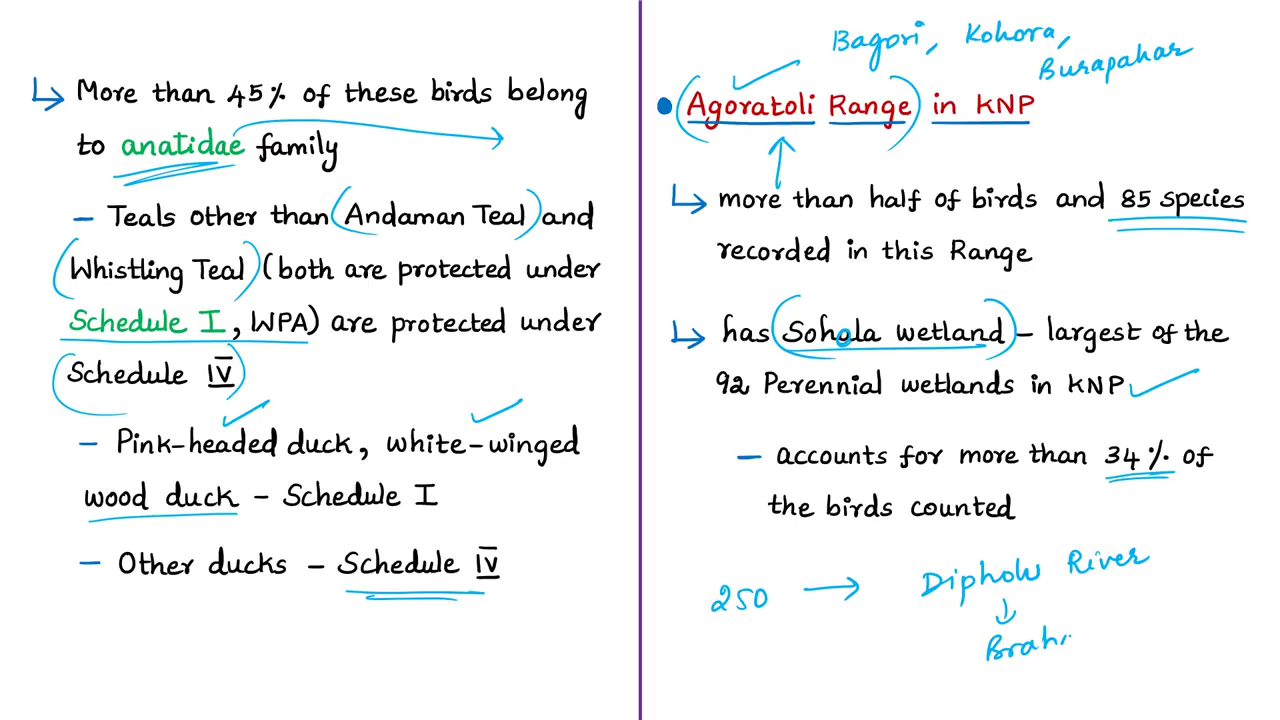 More than 45% of these birds belong
to anatidae family
- Teals other than (Andaman Teal) and
(Whistling Teal) (both are protected under
Schedule I, WPA) are protected under
(Schedule IV)
- Pink-headed duck, white-winged
wood duck - Schedule I
- Other ducks - Schedule IV
Bagori, Kohora,
Burapahar
• (Agoratoli Range) in KNP
more than half of birds and 85 species
recorded in this Range
has (Sohola wetland) - largest of the
92 Perennial wetlands in KNP
- accounts for more than 34% of
the birds counted
250 → Dipholu River
Brah